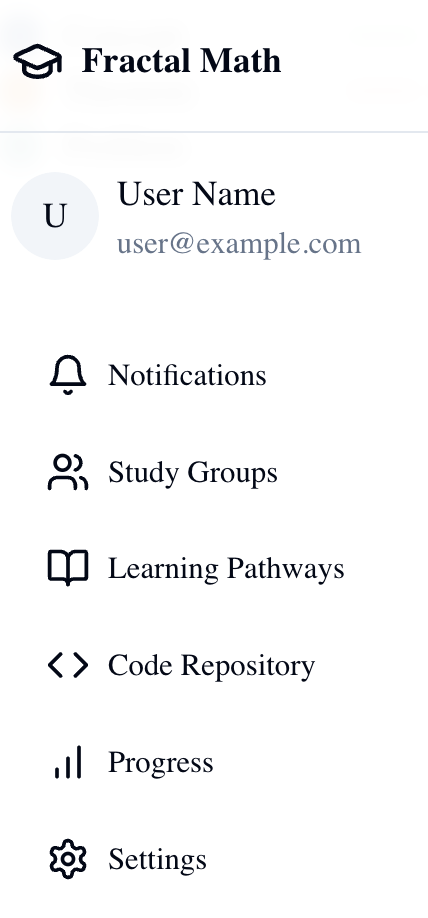 Fractal Math
U
User Name
user@example.com
Notifications
Study Groups
Learning Pathways
Code Repository
Progress
Settings